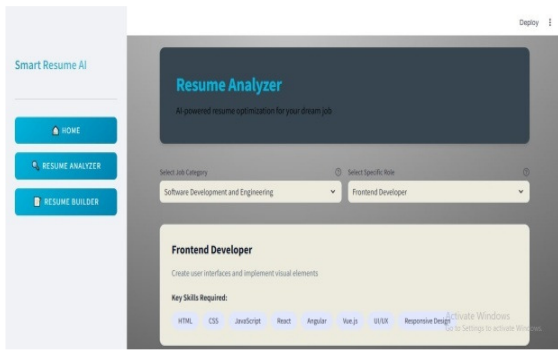 Deploy
Smart Resume AI
HOME
RESUME ANALYZER
RESUME BUILDER
Resume Analyzer
AI-powered resume optimization for your dream job
Select Job Category
Software Development and Engineering
Select Specific Role
Frontend Developer
Frontend Developer
Create user interfaces and implement visual elements
Key Skills Required:
HTML CSS JavaScript React Angular Vue.js UI/UX Responsive Design
Activate Windows
Go to Settings to activate Windows.